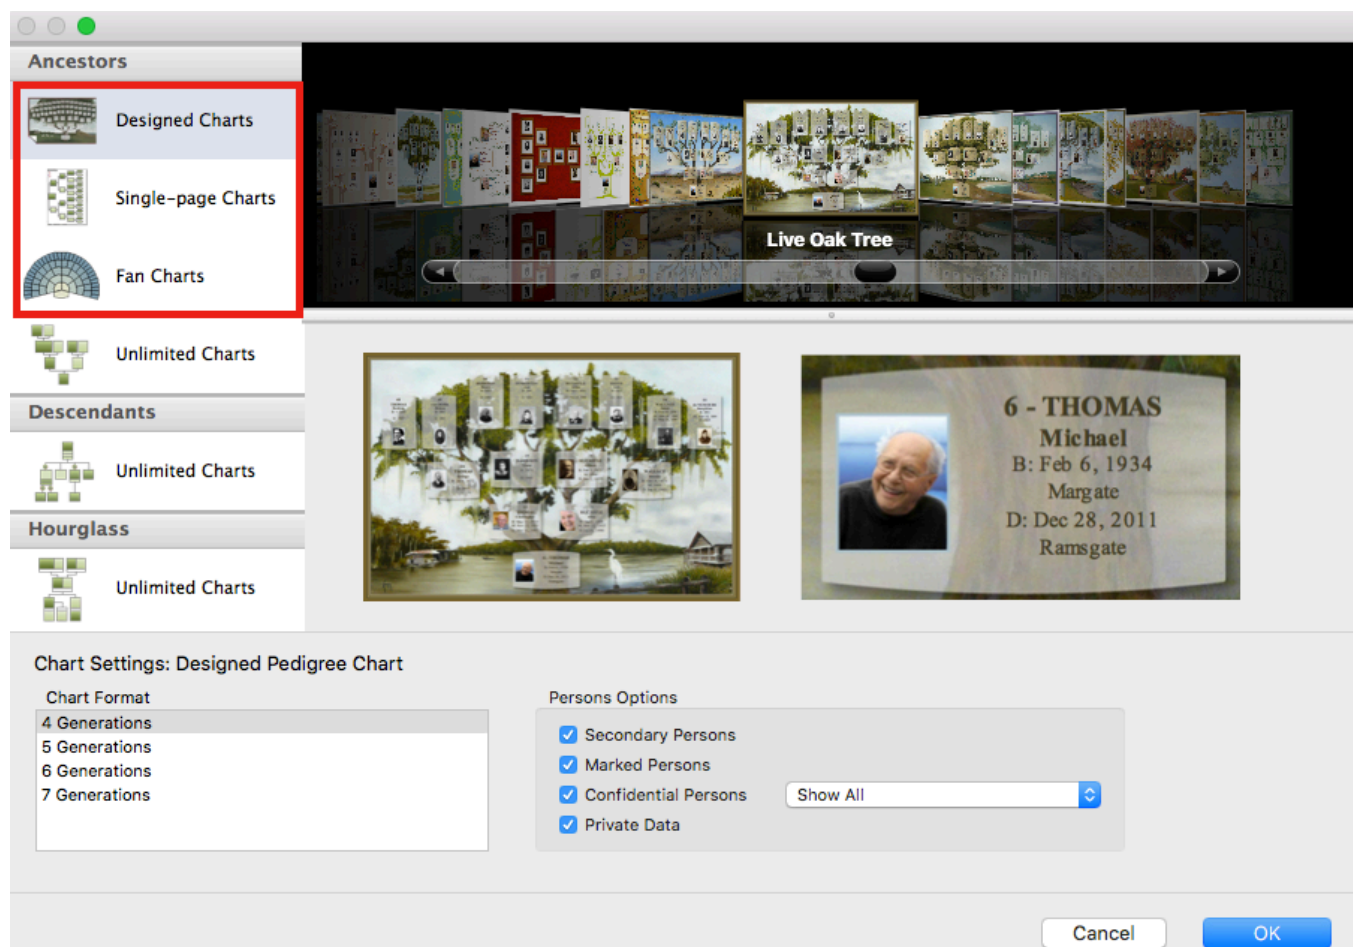 Ancestors
Designed Charts
Single-page Charts
Fan Charts
Unlimited Charts
Descendants
Unlimited Charts
Hourglass
Unlimited Charts
Live Oak Tree
6 - THOMAS
Michael
B: Feb 6, 1934
Margate
D: Dec 28, 2011
Ramsgate
Chart Settings: Designed Pedigree Chart
Chart Format
4 Generations
5 Generations
6 Generations
7 Generations
Persons Options
Secondary Persons
Marked Persons
Confidential Persons
Show All
Private Data
Cancel
OK